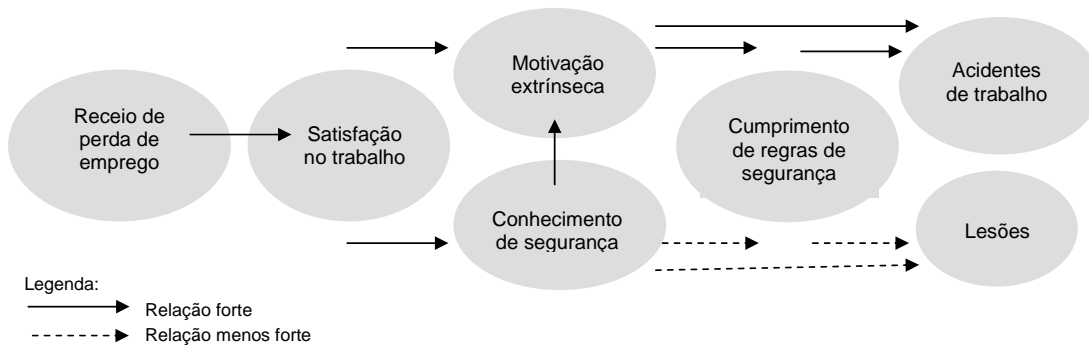 Receio de
perda de
emprego
Satisfação
no trabalho
Motivação
extrínseca
Conhecimento
de segurança
Cumprimento
de regras de
segurança
Acidentes
de trabalho
Lesões
Legenda:
Relação forte
Relação menos forte